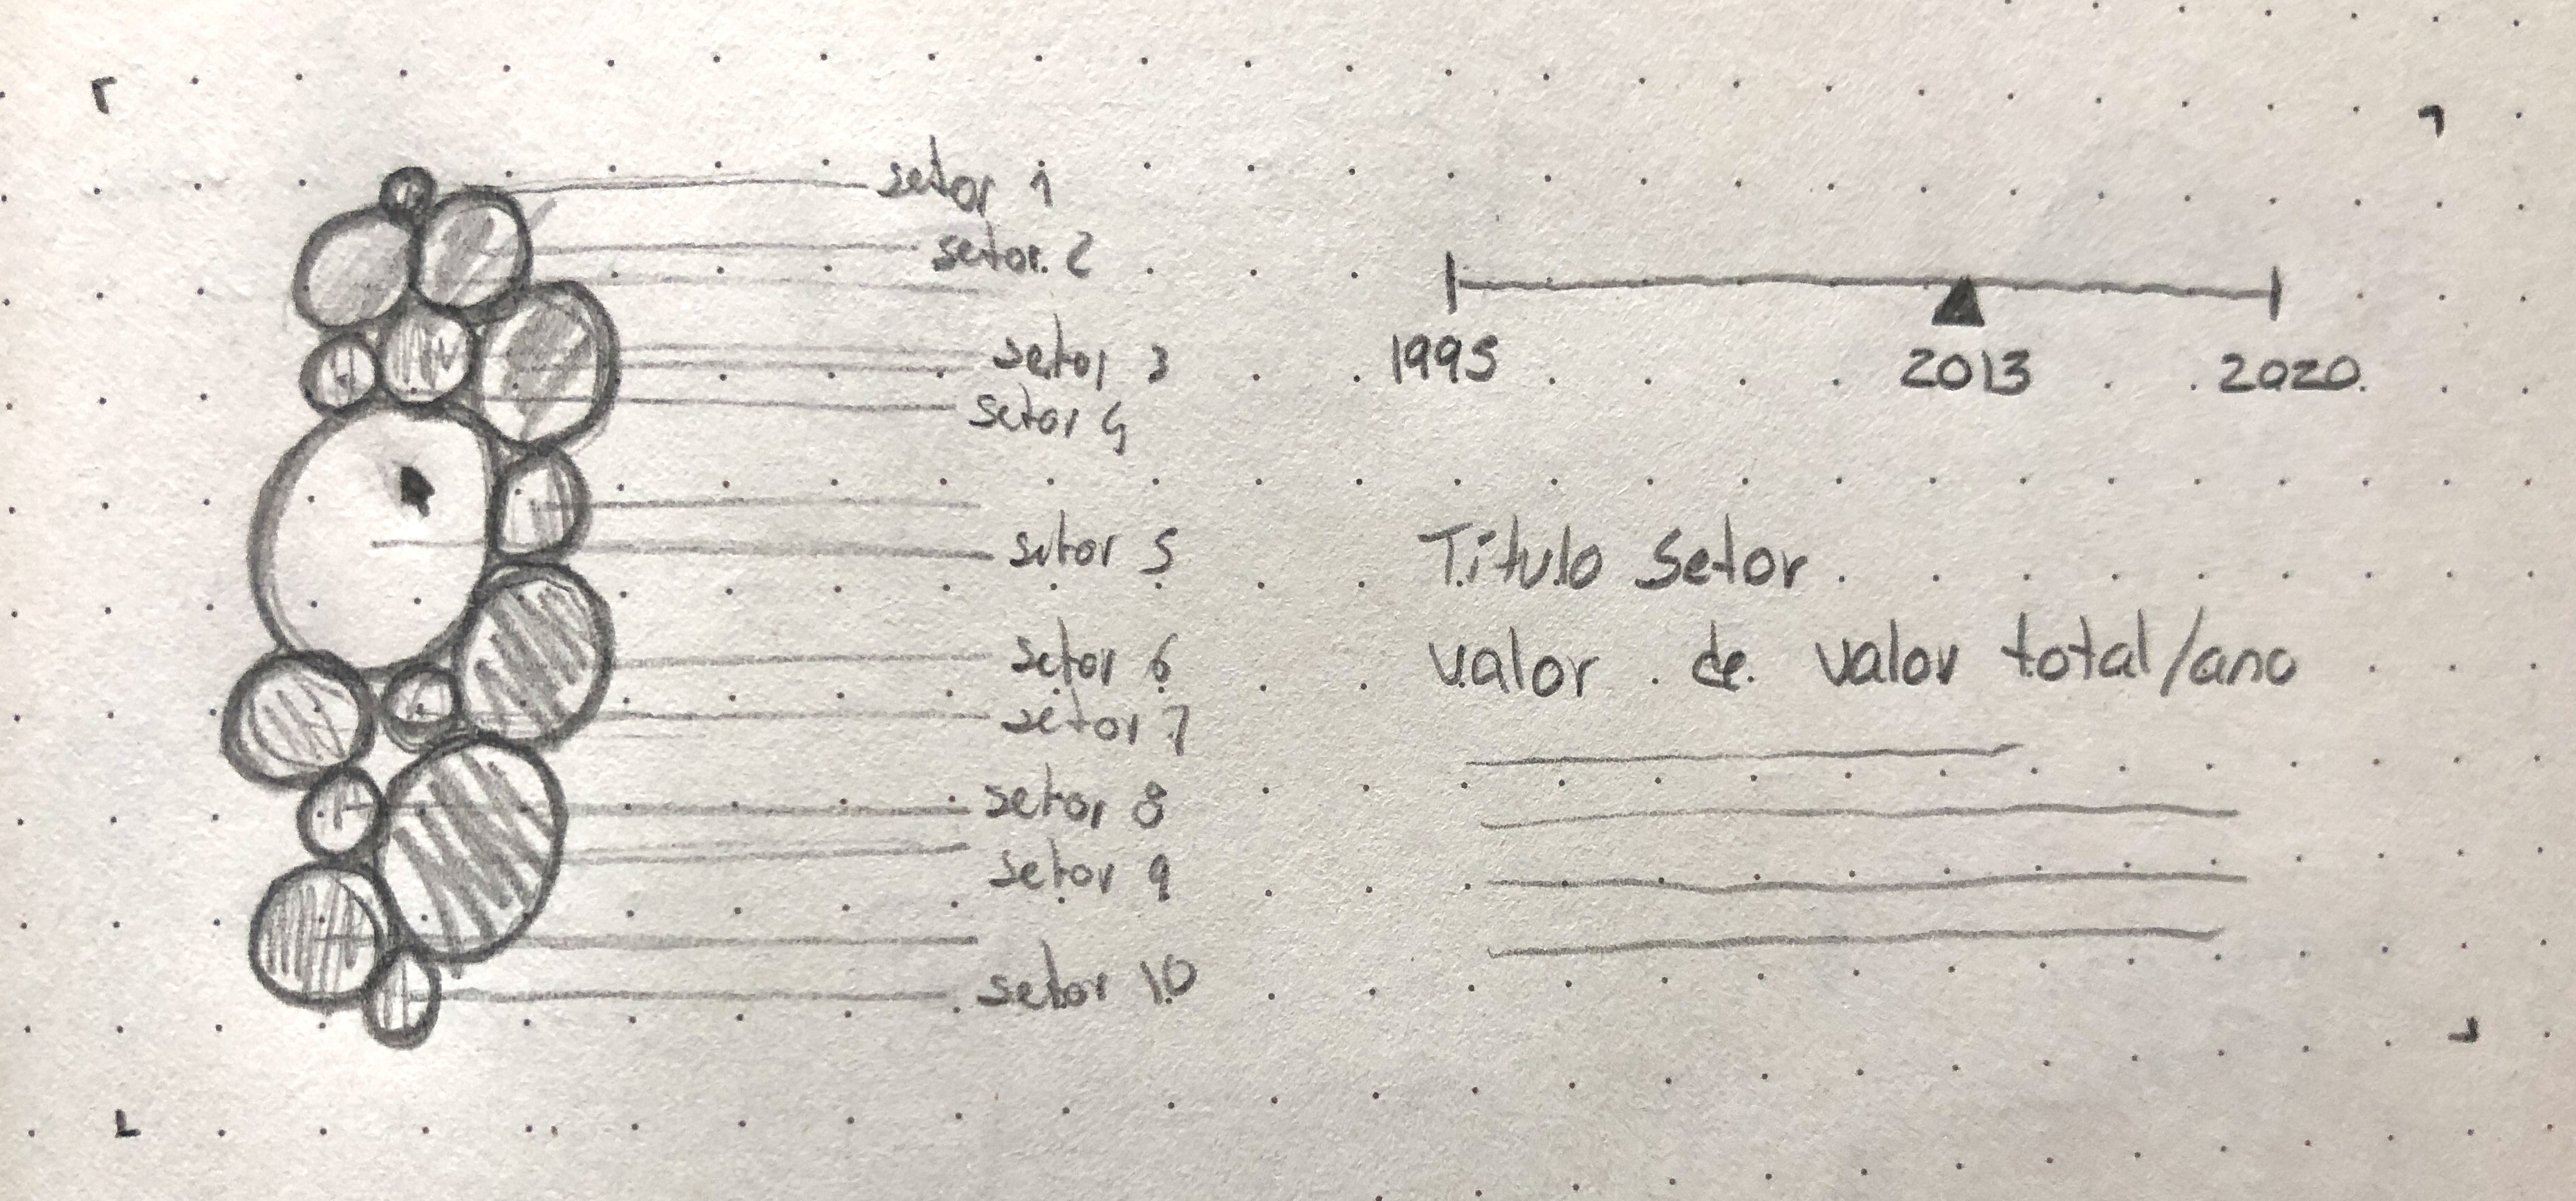 setor 1
setor 2
setor 3
setor 4
setor 5
setor 6
setor 7
setor 8
setor 9
setor 10
1995
2013
2020
Título Setor
valor de valor total/ano